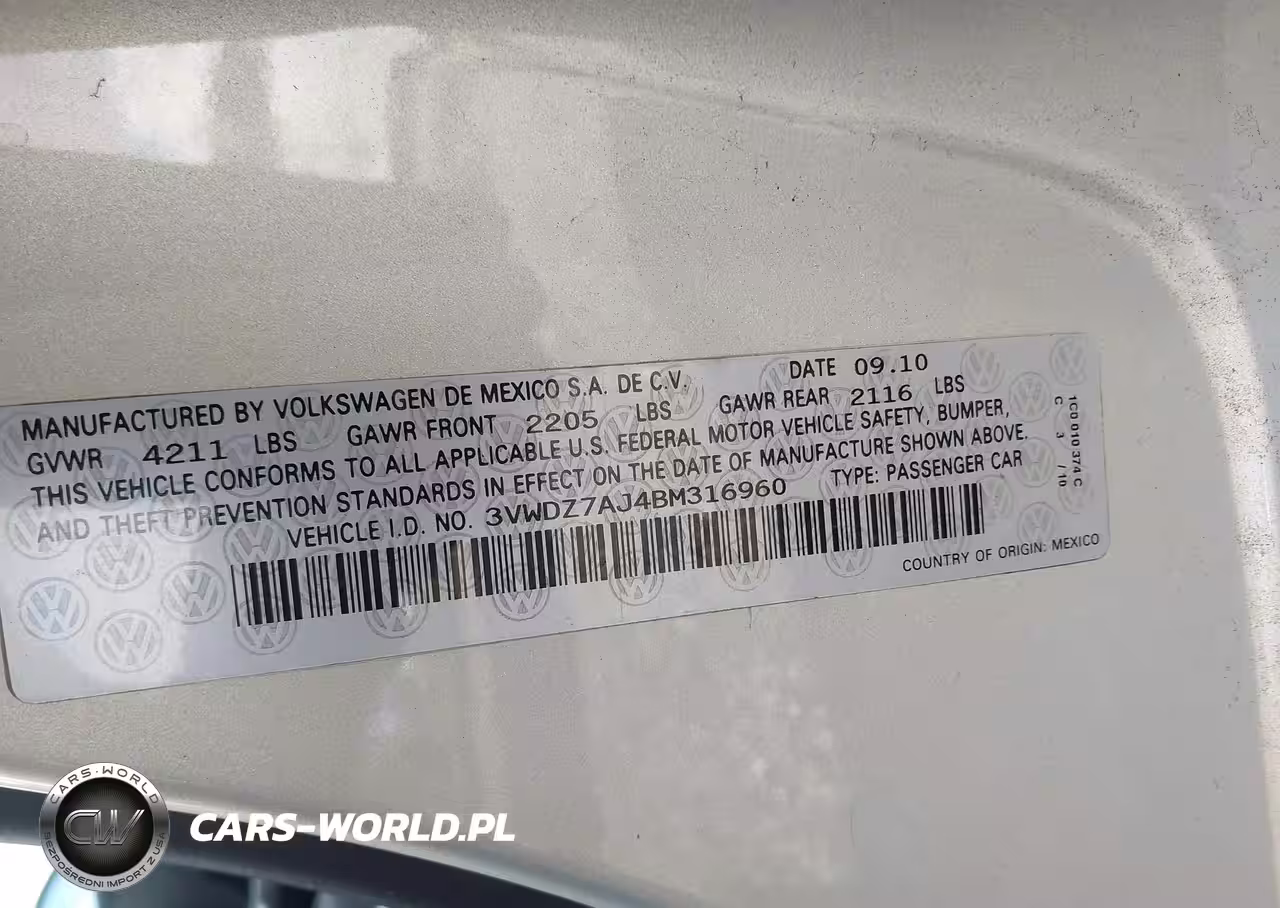 MANUFACTURED BY VOLKSWAGEN DE MEXICO S.A. DE C.V. DATE 09.10
GVWR 4211 LBS GAWR FRONT 2205 LBS GAWR REAR 2116 LBS
THIS VEHICLE CONFORMS TO ALL APPLICABLE U.S. FEDERAL MOTOR VEHICLE SAFETY, BUMPER,
AND THEFT PREVENTION STANDARDS IN EFFECT ON THE DATE OF MANUFACTURE SHOWN ABOVE.
VEHICLE I.D. NO. 3VWDZ7AJ4BM316960 TYPE: PASSENGER CAR
COUNTRY OF ORIGIN: MEXICO
1C0 010 374 C
C 3 /10
CARS-WORLD
CW
BEZPOŚREDNI IMPORT Z USA
CARS-WORLD.PL